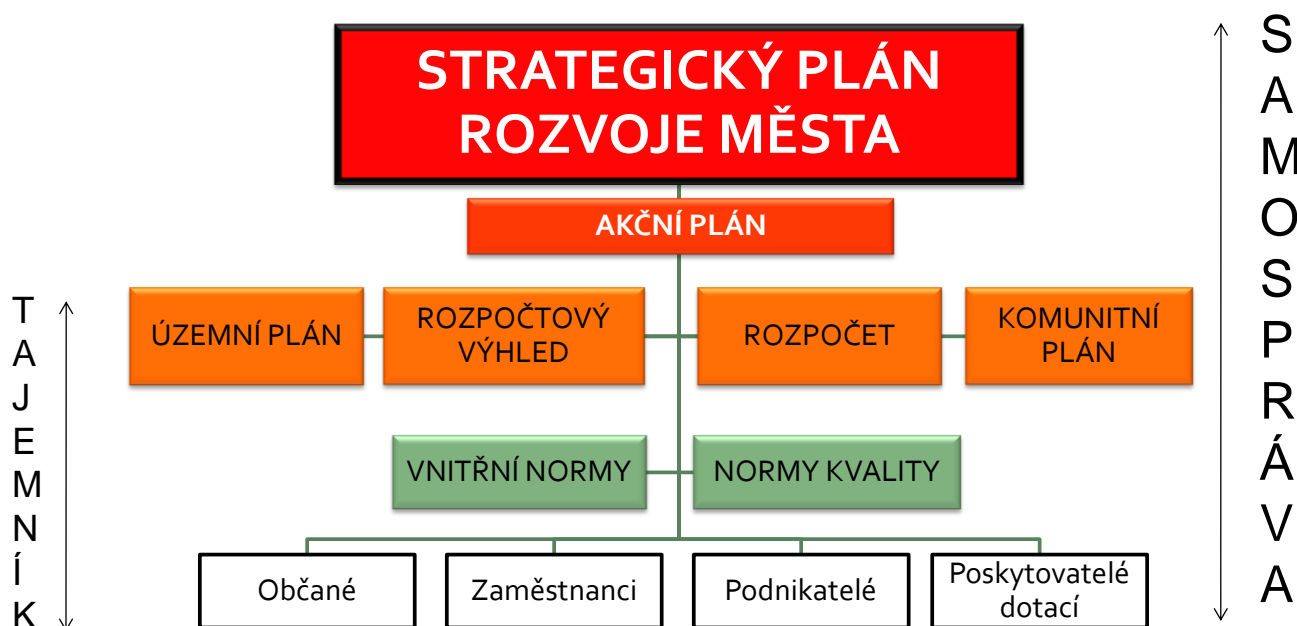 STRATEGICKÝ PLÁN
ROZVOJE MĚSTA
AKČNÍ PLÁN
ÚZEMNÍ PLÁN
ROZPOČTOVÝ
VÝHLED
ROZPOČET
KOMUNITNÍ
PLÁN
VNITŘNÍ NORMY
NORMY KVALITY
Občané
Zaměstnanci
Podnikatelé
Poskytovatelé
dotací
T
A
J
E
M
N
Í
K
S
A
M
O
S
P
R
Á
V
A